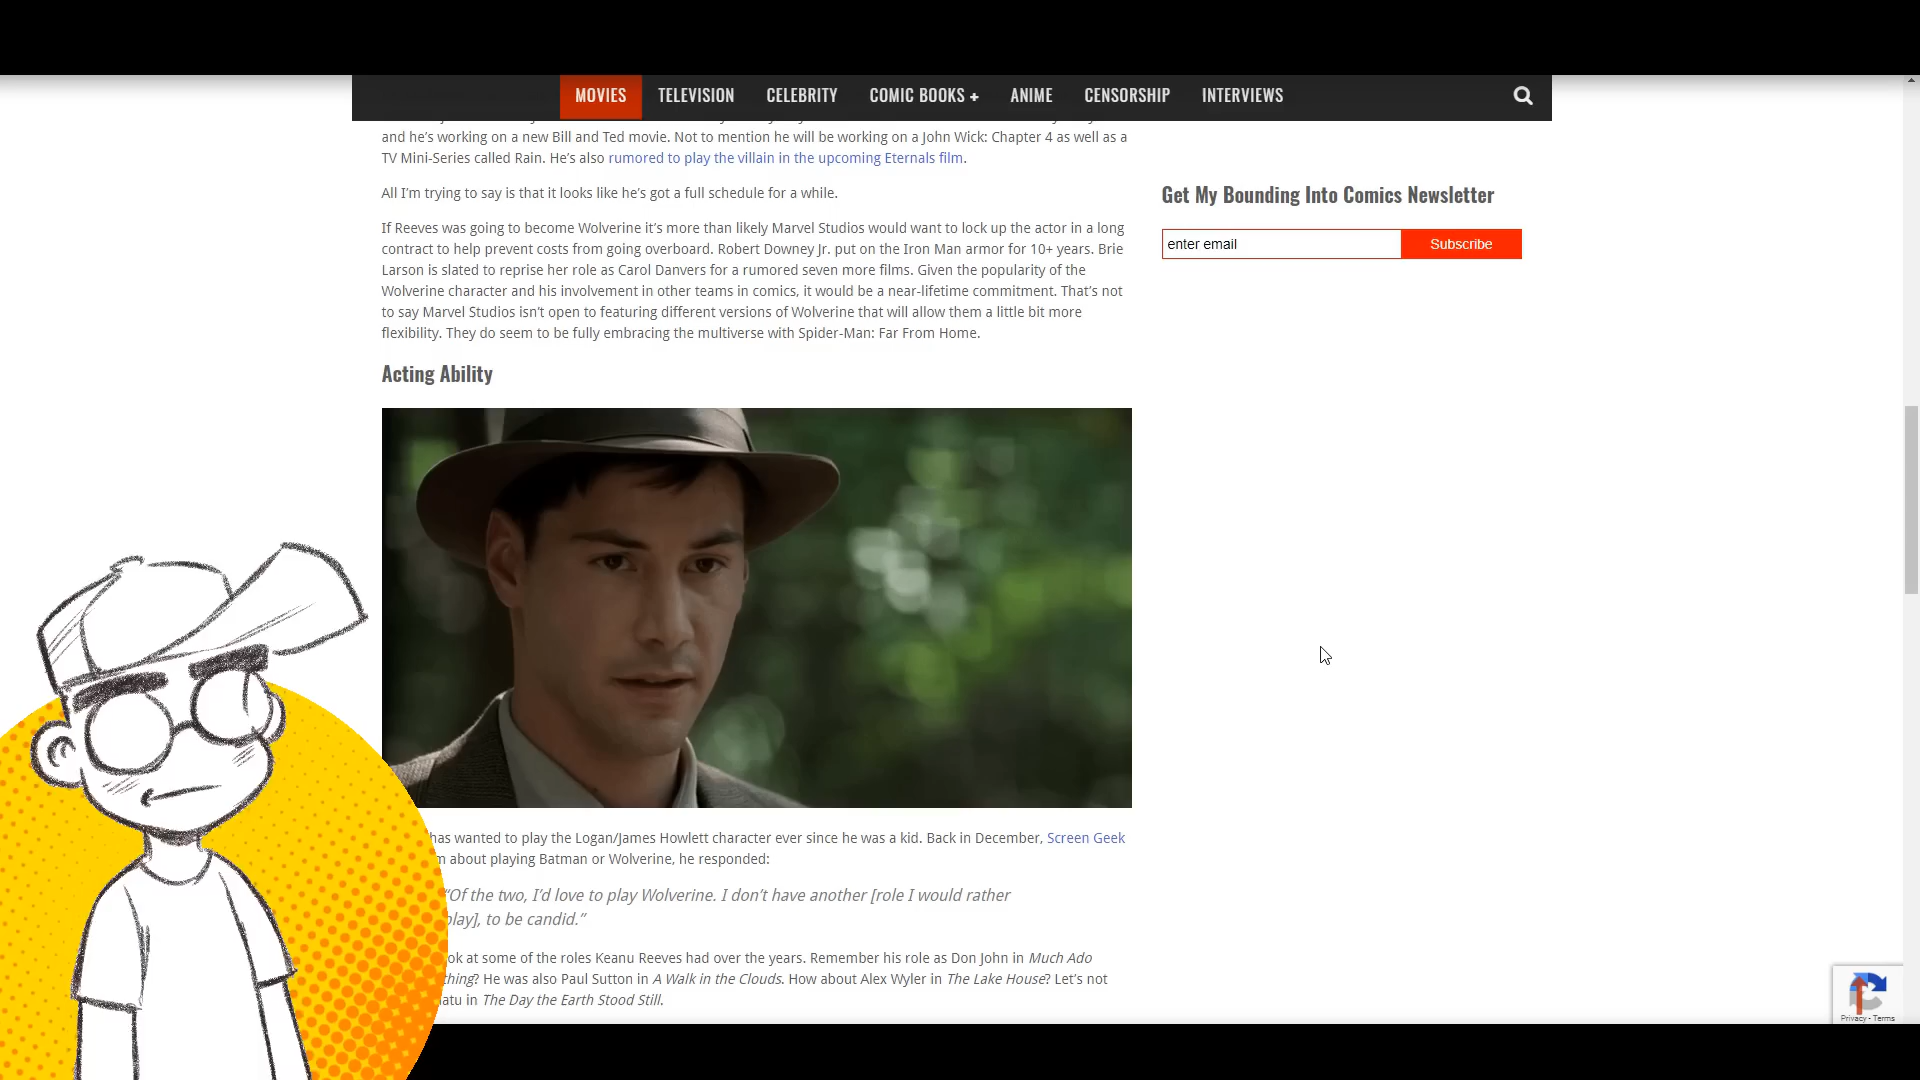 MOVIES TELEVISION CELEBRITY COMIC BOOKS + ANIME CENSORSHIP INTERVIEWS
and he's working on a new Bill and Ted movie. Not to mention he will be working on a John Wick: Chapter 4 as well as a
TV Mini-Series called Rain. He's also rumored to play the villain in the upcoming Eternals film.
All I'm trying to say is that it looks like he's got a full schedule for a while.
If Reeves was going to become Wolverine it's more than likely Marvel Studios would want to lock up the actor in a long
contract to help prevent costs from going overboard. Robert Downey Jr. put on the Iron Man armor for 10+ years. Brie
Larson is slated to reprise her role as Carol Danvers for a rumored seven more films. Given the popularity of the
Wolverine character and his involvement in other teams in comics, it would be a near-lifetime commitment. That's not
to say Marvel Studios isn't open to featuring different versions of Wolverine that will allow them a little bit more
flexibility. They do seem to be fully embracing the multiverse with Spider-Man: Far From Home.
Acting Ability
has wanted to play the Logan/James Howlett character ever since he was a kid. Back in December, Screen Geek
about playing Batman or Wolverine, he responded:
"Of the two, I'd love to play Wolverine. I don't have another [role I would rather
play], to be candid."
at some of the roles Keanu Reeves had over the years. Remember his role as Don John in Much Ado
? He was also Paul Sutton in A Walk in the Clouds. How about Alex Wyler in The Lake House? Let's not
in The Day the Earth Stood Still.
Get My Bounding Into Comics Newsletter
enter email Subscribe
Privacy - Terms